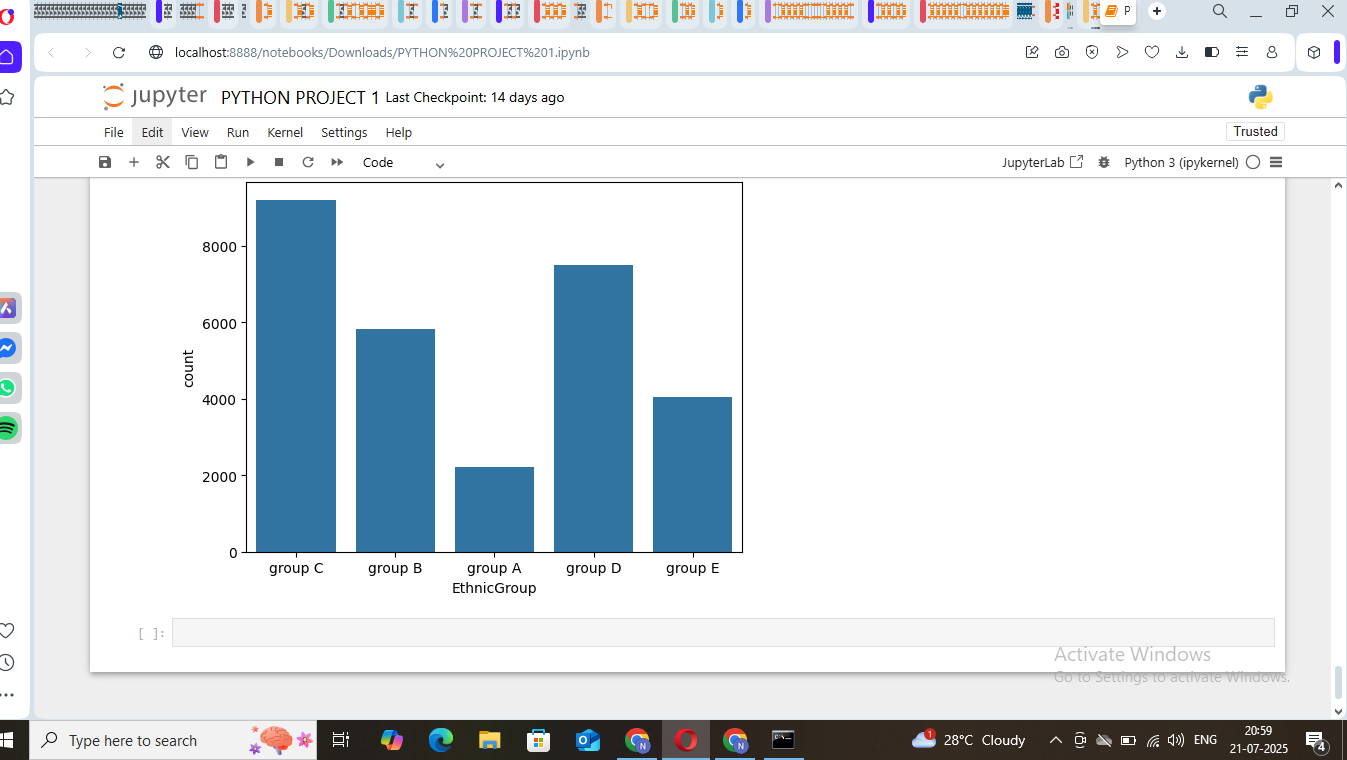 P
localhost:8888/notebooks/Downloads/PYTHON%20PROJECT%201.ipynb
jupyter PYTHON PROJECT 1 Last Checkpoint: 14 days ago
File Edit View Run Kernel Settings Help Trusted
Code JupyterLab Python 3 (ipykernel)
8000
6000
4000
2000
0
count
group C group B group A group D group E
EthnicGroup
[ ]:
Activate Windows
Go to Settings to activate Windows.
Type here to search
1
28°C Cloudy
ENG
20:59
21-07-2025
4
N
N